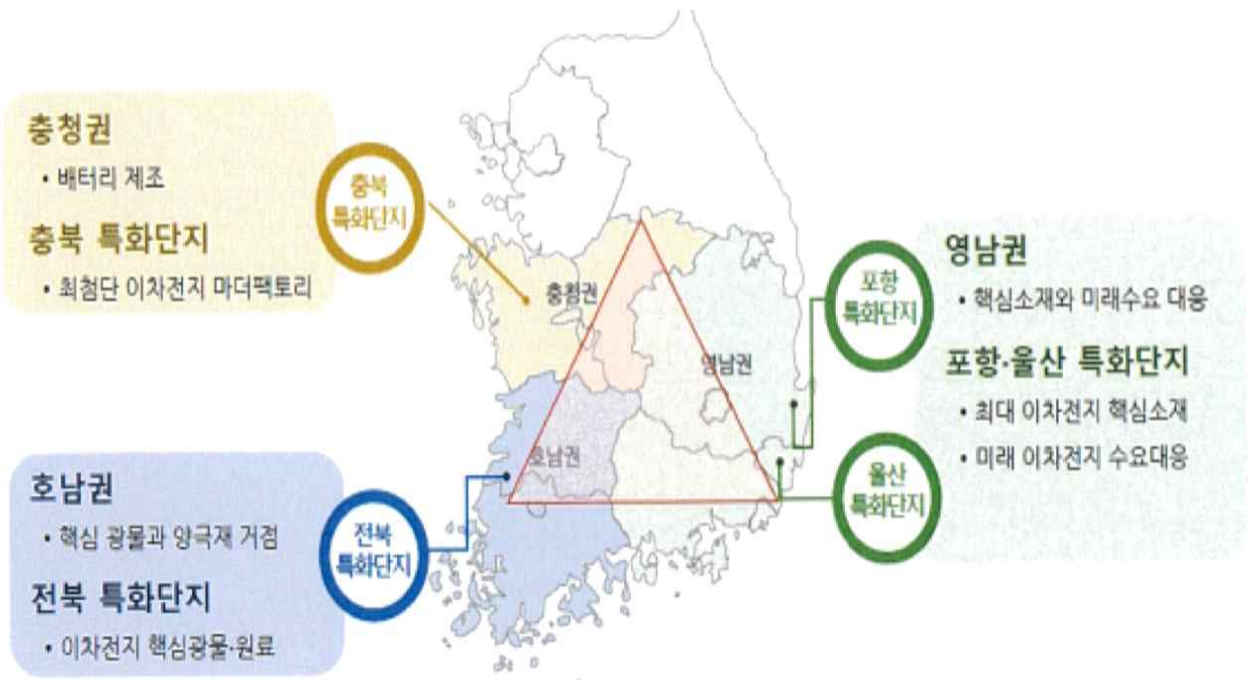 충청권
• 배터리 제조
충북 특화단지
• 최첨단 이차전지 마더팩토리
충북
특화단지
호남권
• 핵심 광물과 양극재 거점
전북 특화단지
• 이차전지 핵심광물·원료
전북
특화단지
충청권
영남권
호남권
포항
특화단지
울산
특화단지
영남권
• 핵심소재와 미래수요 대응
포항·울산 특화단지
• 최대 이차전지 핵심소재
• 미래 이차전지 수요대응